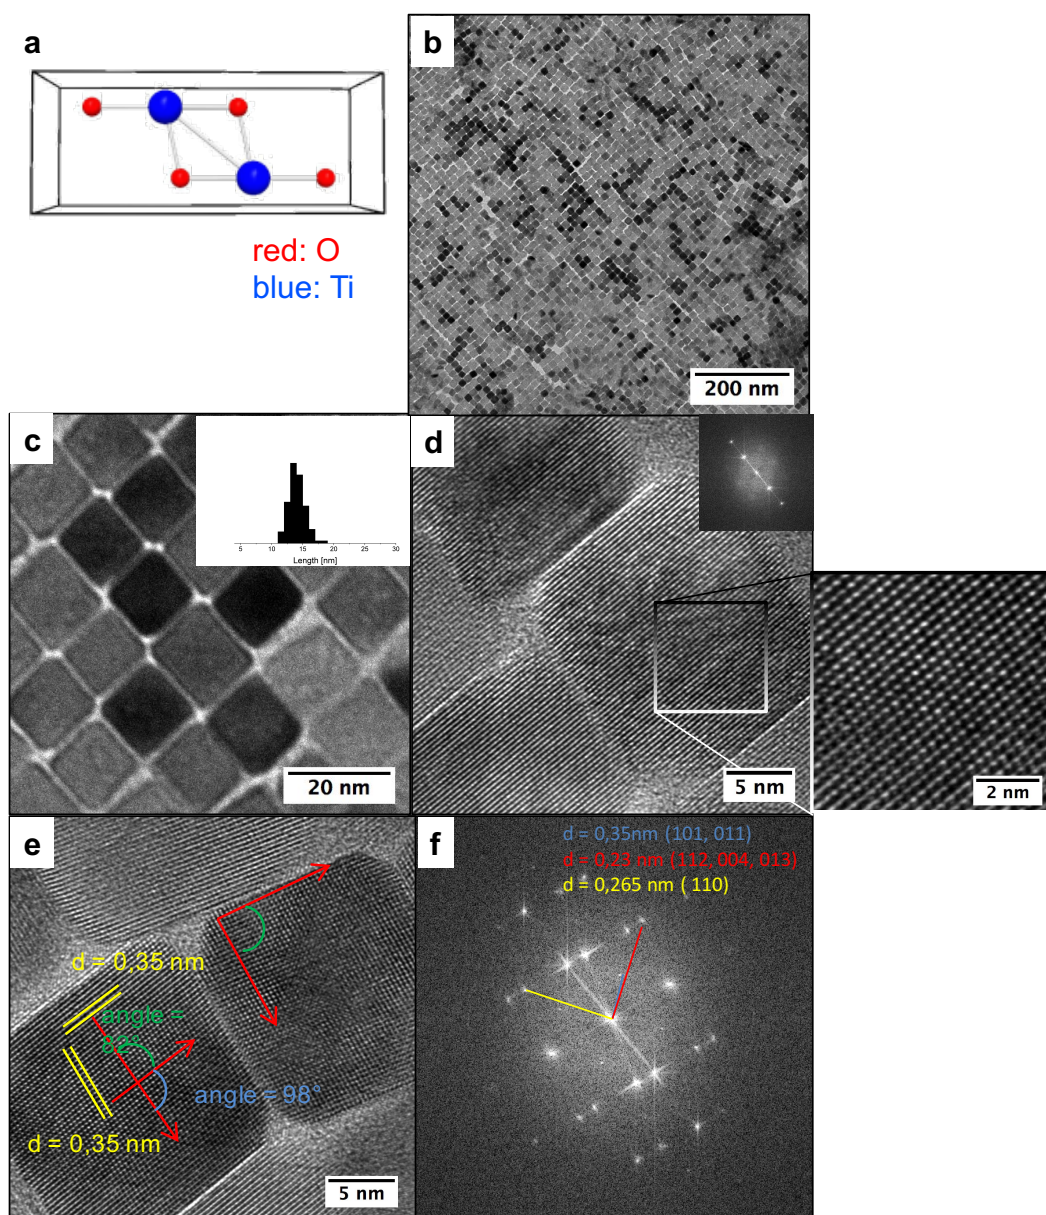 a
b
red: O
blue: Ti
200 nm
c
5 10 15 20 25 30
Length [nm]
20 nm
d
5 nm
2 nm
e
d = 0,35 nm
angle =
82°
angle = 98°
d = 0,35 nm
5 nm
f
d = 0,35nm (101, 011)
d = 0,23 nm (112, 004, 013)
d = 0,265 nm ( 110)